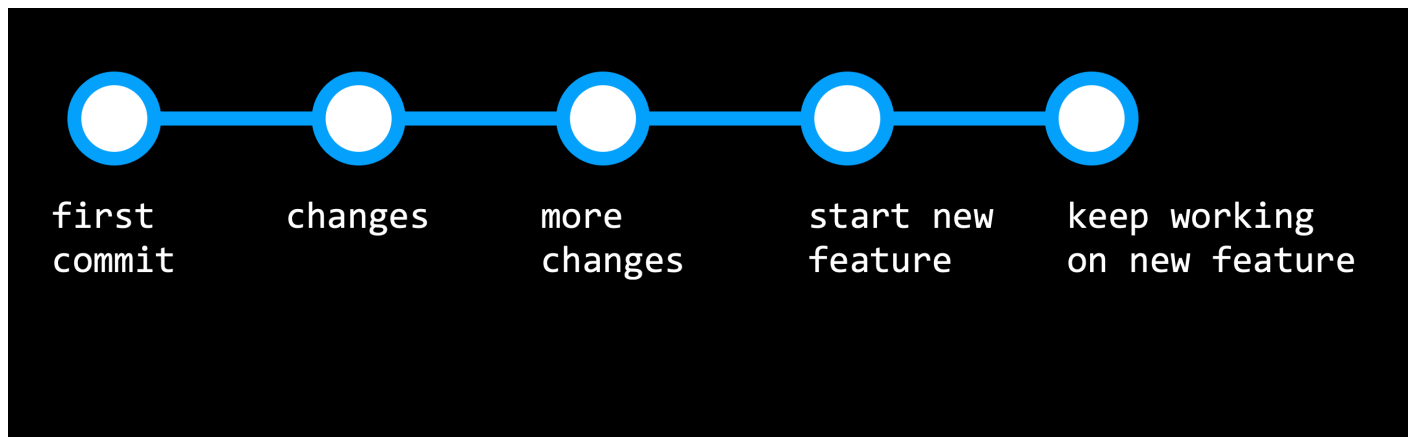 first
commit
changes
more
changes
start new
feature
keep working
on new feature